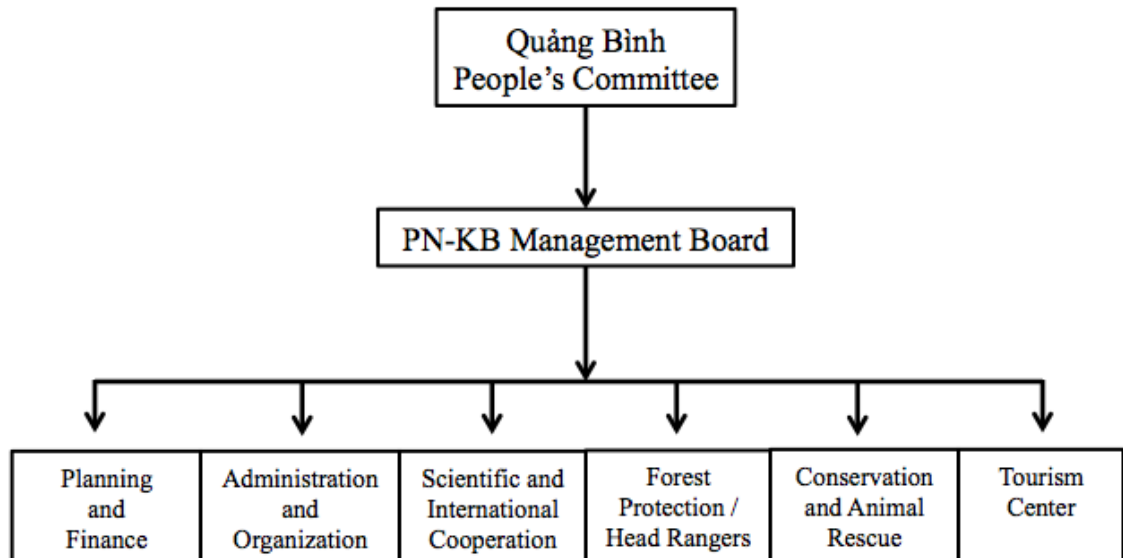 Quảng Bình
People’s Committee
PN-KB Management Board
Planning
and
Finance
Administration
and
Organization
Scientific and
International
Cooperation
Forest
Protection /
Head Rangers
Conservation
and Animal
Rescue
Tourism
Center